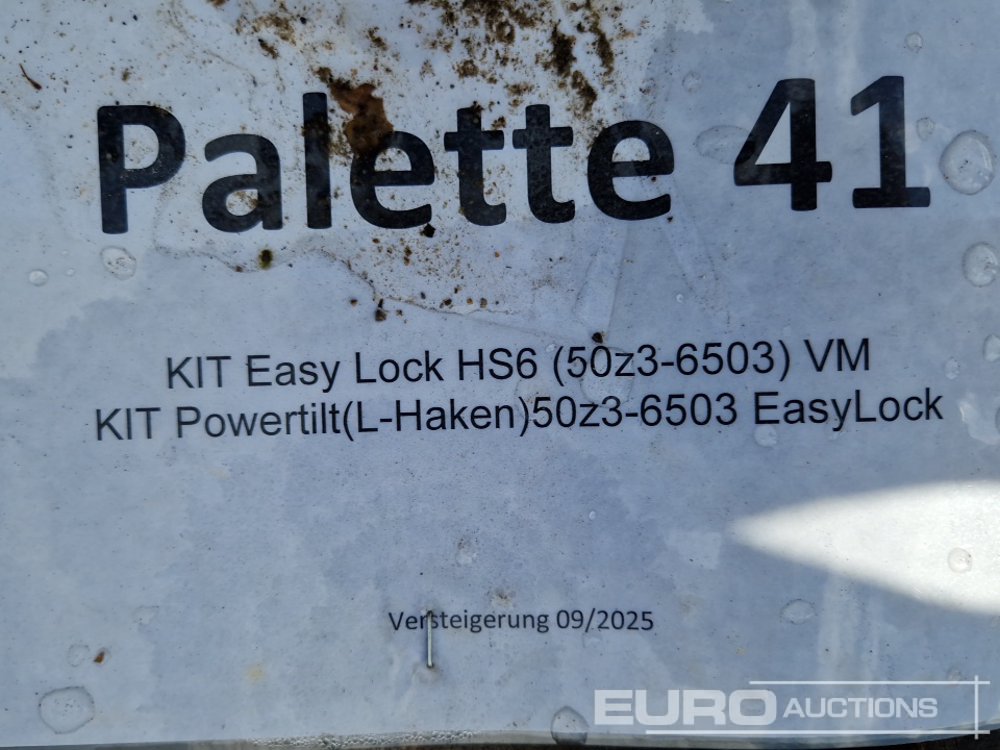 Palette 41
KIT Easy Lock HS6 (50z3-6503) VM
KIT Powertilt(L-Haken)50z3-6503 EasyLock
Versteigerung 09/2025
EURO AUCTIONS